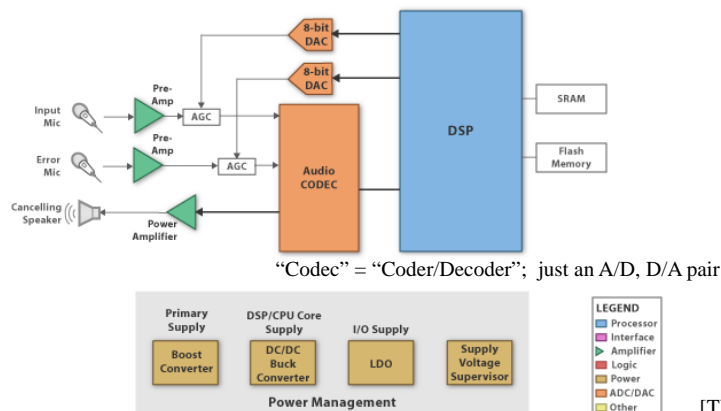 8-bit
DAC
8-bit
DAC
Pre-
Amp
Input
Mic
AGC
DSP
SRAM
Pre-
Amp
Error
Mic
AGC
Audio
CODEC
Flash
Memory
Cancelling
Speaker
Power
Amplifier
“Codec” = “Coder/Decoder”; just an A/D, D/A pair
Primary
Supply
DSP/CPU Core
Supply
I/O Supply
Boost
Converter
DC/DC
Buck
Converter
LDO
Supply
Voltage
Supervisor
Power Management
LEGEND
Processor
Interface
Amplifier
Logic
Power
ADC/DAC
Other
[T